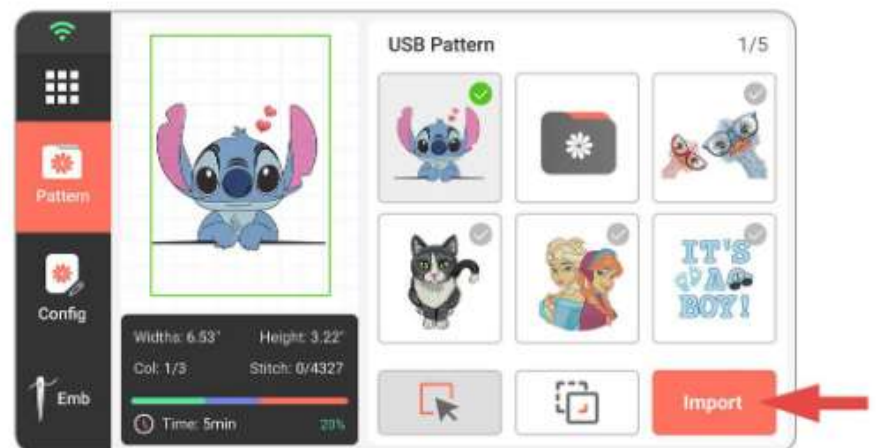 USB Pattern
1/5
Pattern
Config
Emb
Widths: 6.53"
Height: 3.22"
Col: 1/3
Stitch: 0/4327
Time: 5min
20%
IT'S
A
BOY!
Import